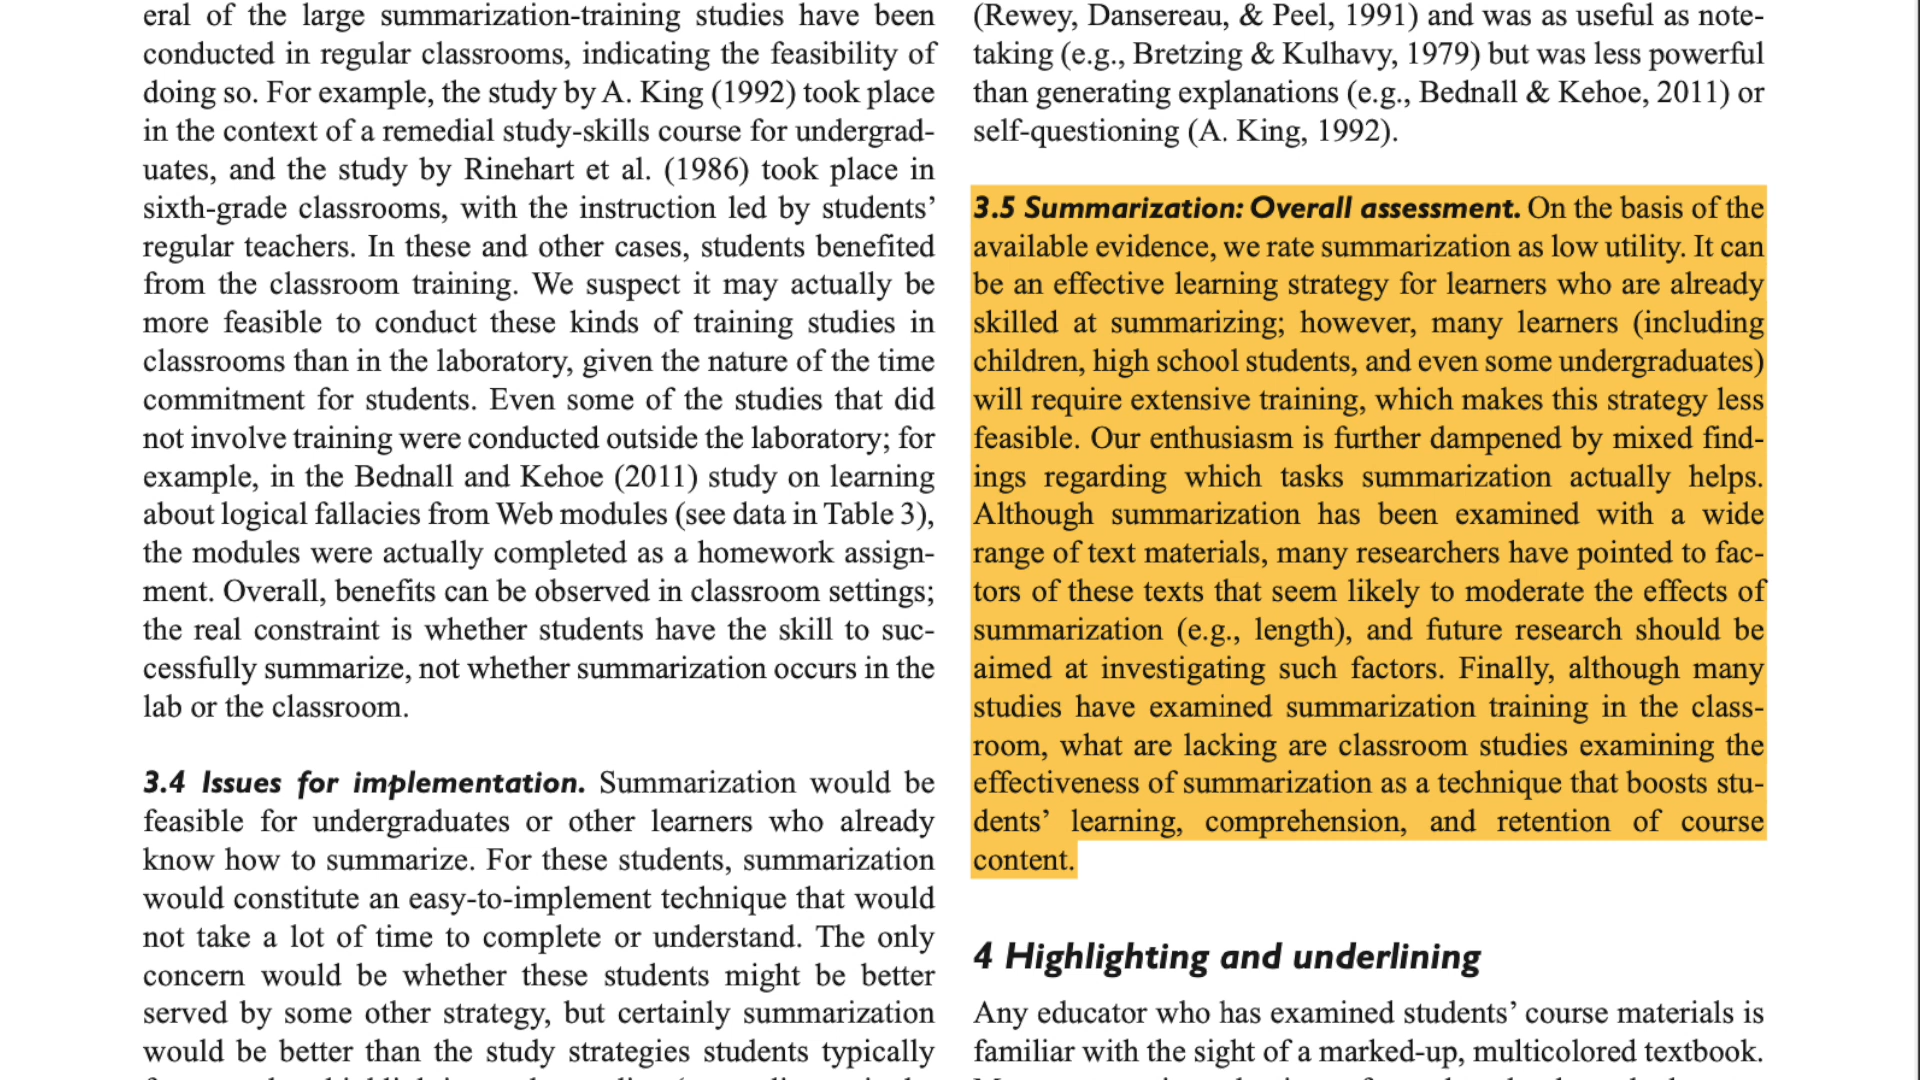 eral of the large summarization-training studies have been
conducted in regular classrooms, indicating the feasibility of
doing so. For example, the study by A. King (1992) took place
in the context of a remedial study-skills course for undergrad-
uates, and the study by Rinehart et al. (1986) took place in
sixth-grade classrooms, with the instruction led by students’
regular teachers. In these and other cases, students benefited
from the classroom training. We suspect it may actually be
more feasible to conduct these kinds of training studies in
classrooms than in the laboratory, given the nature of the time
commitment for students. Even some of the studies that did
not involve training were conducted outside the laboratory; for
example, in the Bednall and Kehoe (2011) study on learning
about logical fallacies from Web modules (see data in Table 3),
the modules were actually completed as a homework assign-
ment. Overall, benefits can be observed in classroom settings;
the real constraint is whether students have the skill to suc-
cessfully summarize, not whether summarization occurs in the
lab or the classroom.
3.4 Issues for implementation. Summarization would be
feasible for undergraduates or other learners who already
know how to summarize. For these students, summarization
would constitute an easy-to-implement technique that would
not take a lot of time to complete or understand. The only
concern would be whether these students might be better
served by some other strategy, but certainly summarization
would be better than the study strategies students typically
(Rewey, Dansereau, & Peel, 1991) and was as useful as note-
taking (e.g., Bretzing & Kulhavy, 1979) but was less powerful
than generating explanations (e.g., Bednall & Kehoe, 2011) or
self-questioning (A. King, 1992).
3.5 Summarization: Overall assessment. On the basis of the
available evidence, we rate summarization as low utility. It can
be an effective learning strategy for learners who are already
skilled at summarizing; however, many learners (including
children, high school students, and even some undergraduates)
will require extensive training, which makes this strategy less
feasible. Our enthusiasm is further dampened by mixed find-
ings regarding which tasks summarization actually helps.
Although summarization has been examined with a wide
range of text materials, many researchers have pointed to fac-
tors of these texts that seem likely to moderate the effects of
summarization (e.g., length), and future research should be
aimed at investigating such factors. Finally, although many
studies have examined summarization training in the class-
room, what are lacking are classroom studies examining the
effectiveness of summarization as a technique that boosts stu-
dents’ learning, comprehension, and retention of course
content.
4 Highlighting and underlining
Any educator who has examined students’ course materials is
familiar with the sight of a marked-up, multicolored textbook.